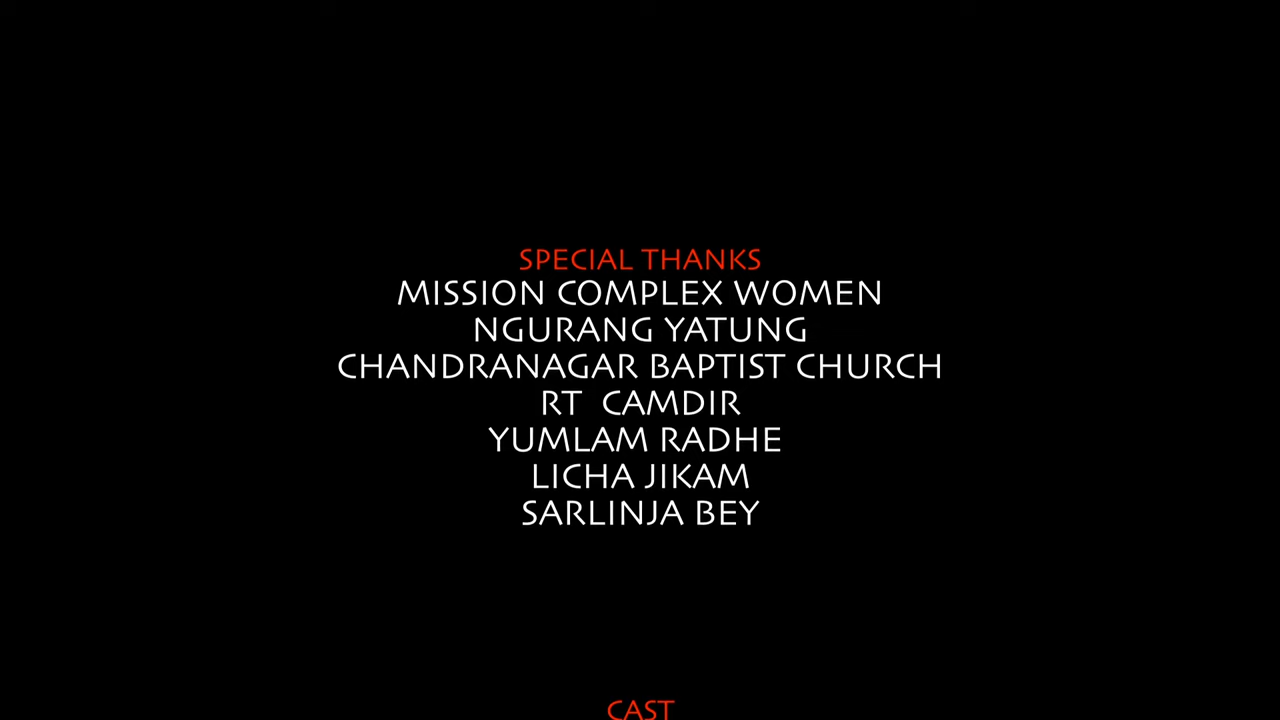 SPECIAL THANKS
MISSION COMPLEX WOMEN
NGURANG YATUNG
CHANDRANAGAR BAPTIST CHURCH
RT CAMDIR
YUMLAM RADHE
LICHA JIKAM
SARLINJA BEY
CAST